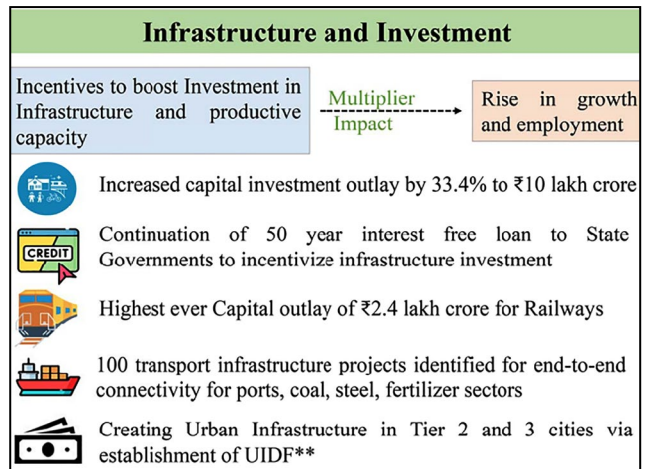 Infrastructure and Investment
Incentives to boost Investment in
Infrastructure and productive
capacity
Multiplier
Impact
Rise in growth
and employment
Increased capital investment outlay by 33.4% to ₹10 lakh crore
Continuation of 50 year interest free loan to State
Governments to incentivize infrastructure investment
CREDIT
Highest ever Capital outlay of ₹2.4 lakh crore for Railways
100 transport infrastructure projects identified for end-to-end
connectivity for ports, coal, steel, fertilizer sectors
Creating Urban Infrastructure in Tier 2 and 3 cities via
establishment of UIDF**